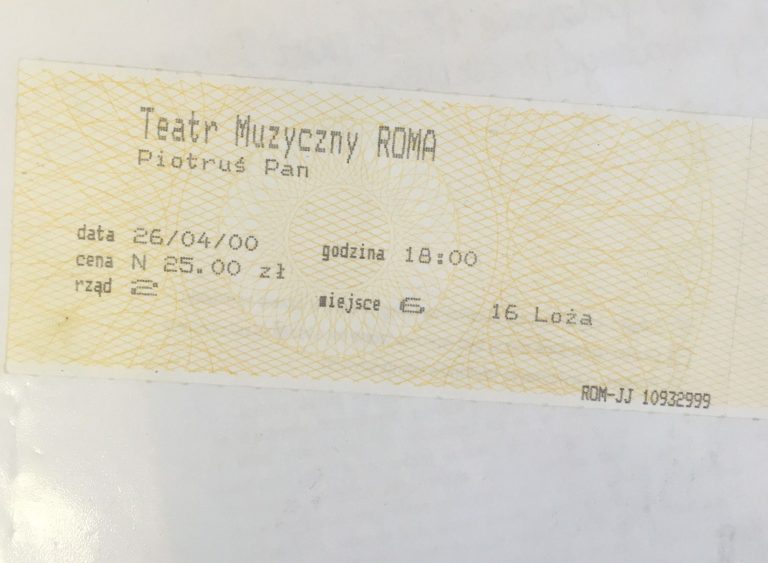 Teatr Muzyczny ROMA
Piotruś Pan
data 26/04/00 godzina 18:00
cena N 25.00 zł
rząd 2 miejsce 6 16 Loża
ROM-JJ 10932999